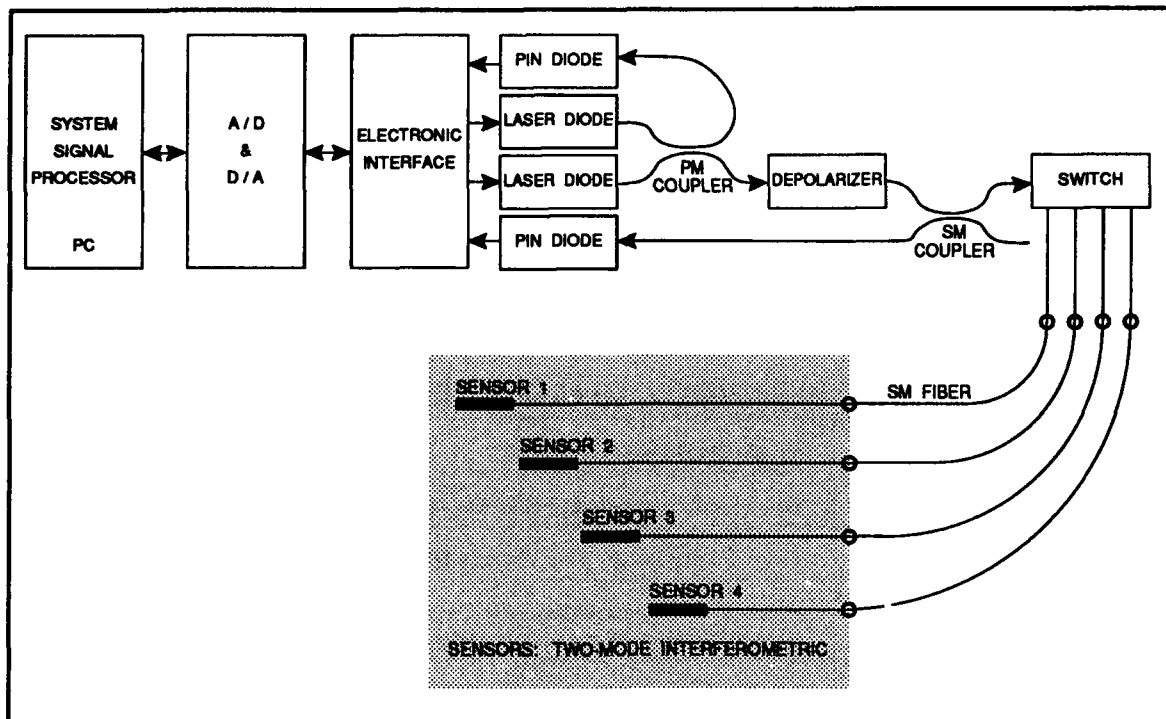 SYSTEM
SIGNAL
PROCESSOR
PC
A / D
&
D / A
ELECTRONIC
INTERFACE
PIN DIODE
LASER DIODE
LASER DIODE
PIN DIODE
PM
COUPLER
DEPOLARIZER
SM
COUPLER
SWITCH
SM FIBER
SENSOR 1
SENSOR 2
SENSOR 3
SENSOR 4
SENSORS: TWO-MODE INTERFEROMETRIC